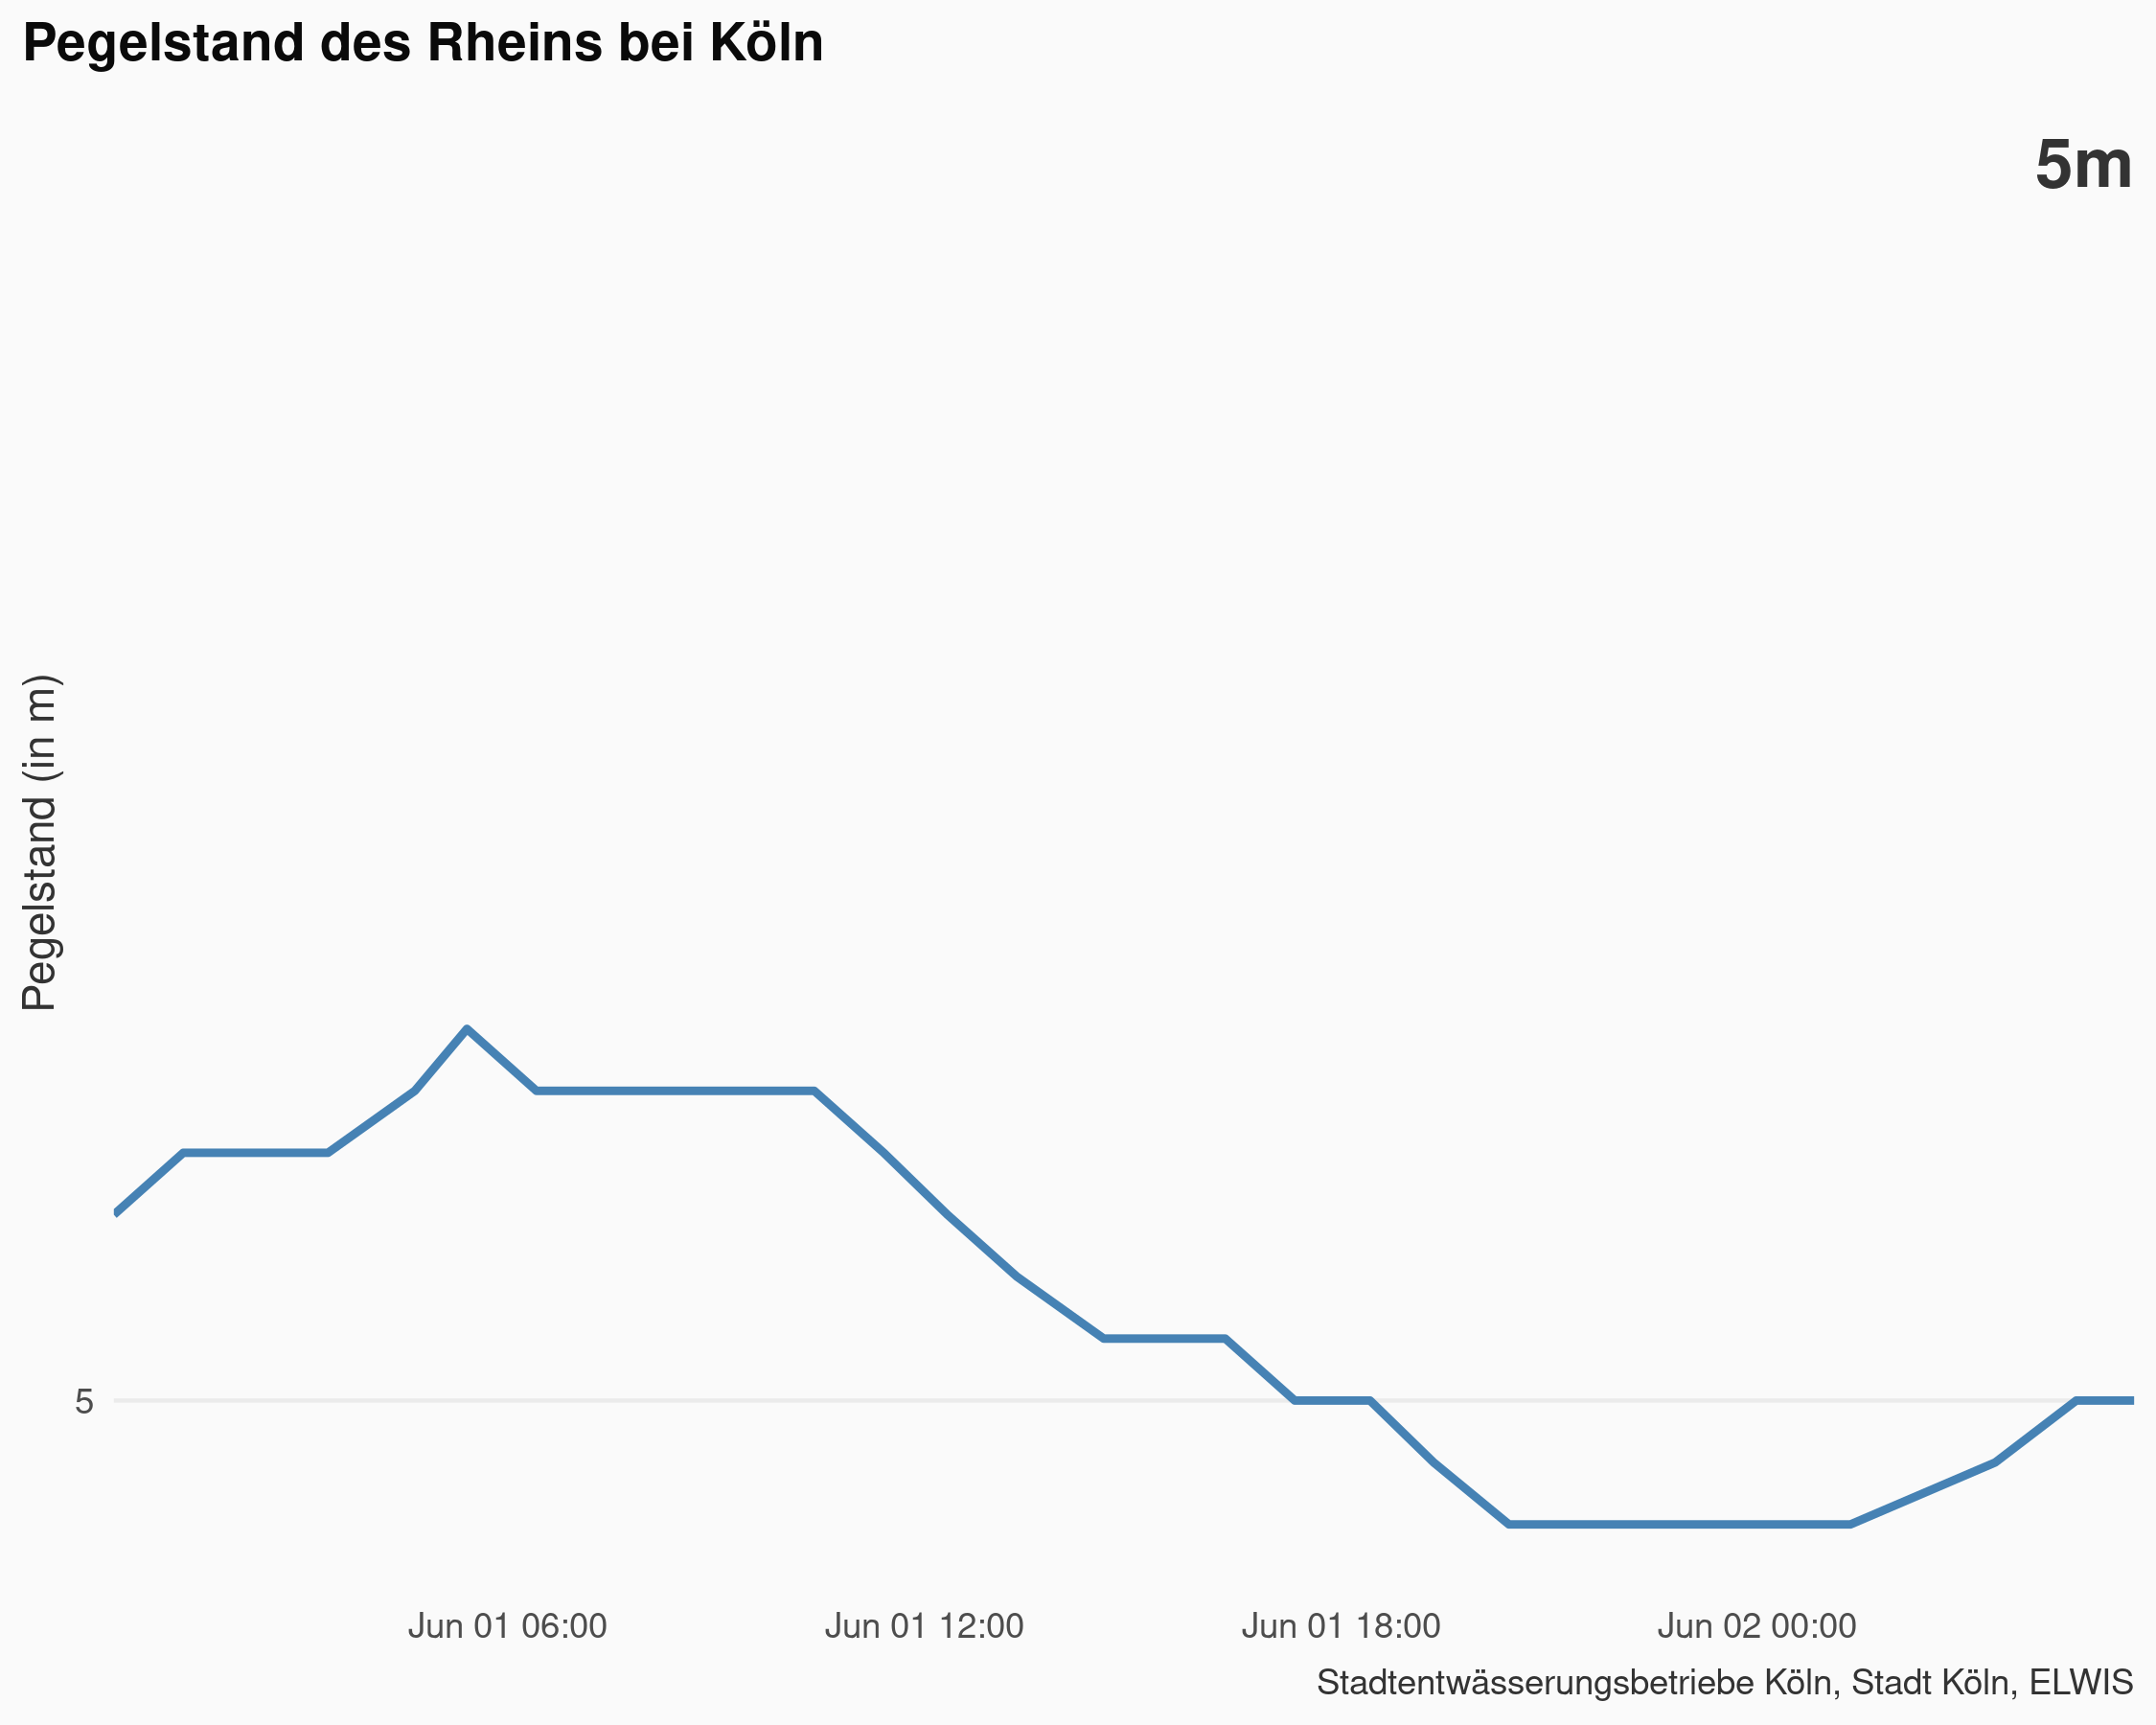 Pegelstand des Rheins bei Köln
5m
Pegelstand (in m)
5
Jun 01 06:00
Jun 01 12:00
Jun 01 18:00
Jun 02 00:00
Stadtentwässerungsbetriebe Köln, Stadt Köln, ELWIS